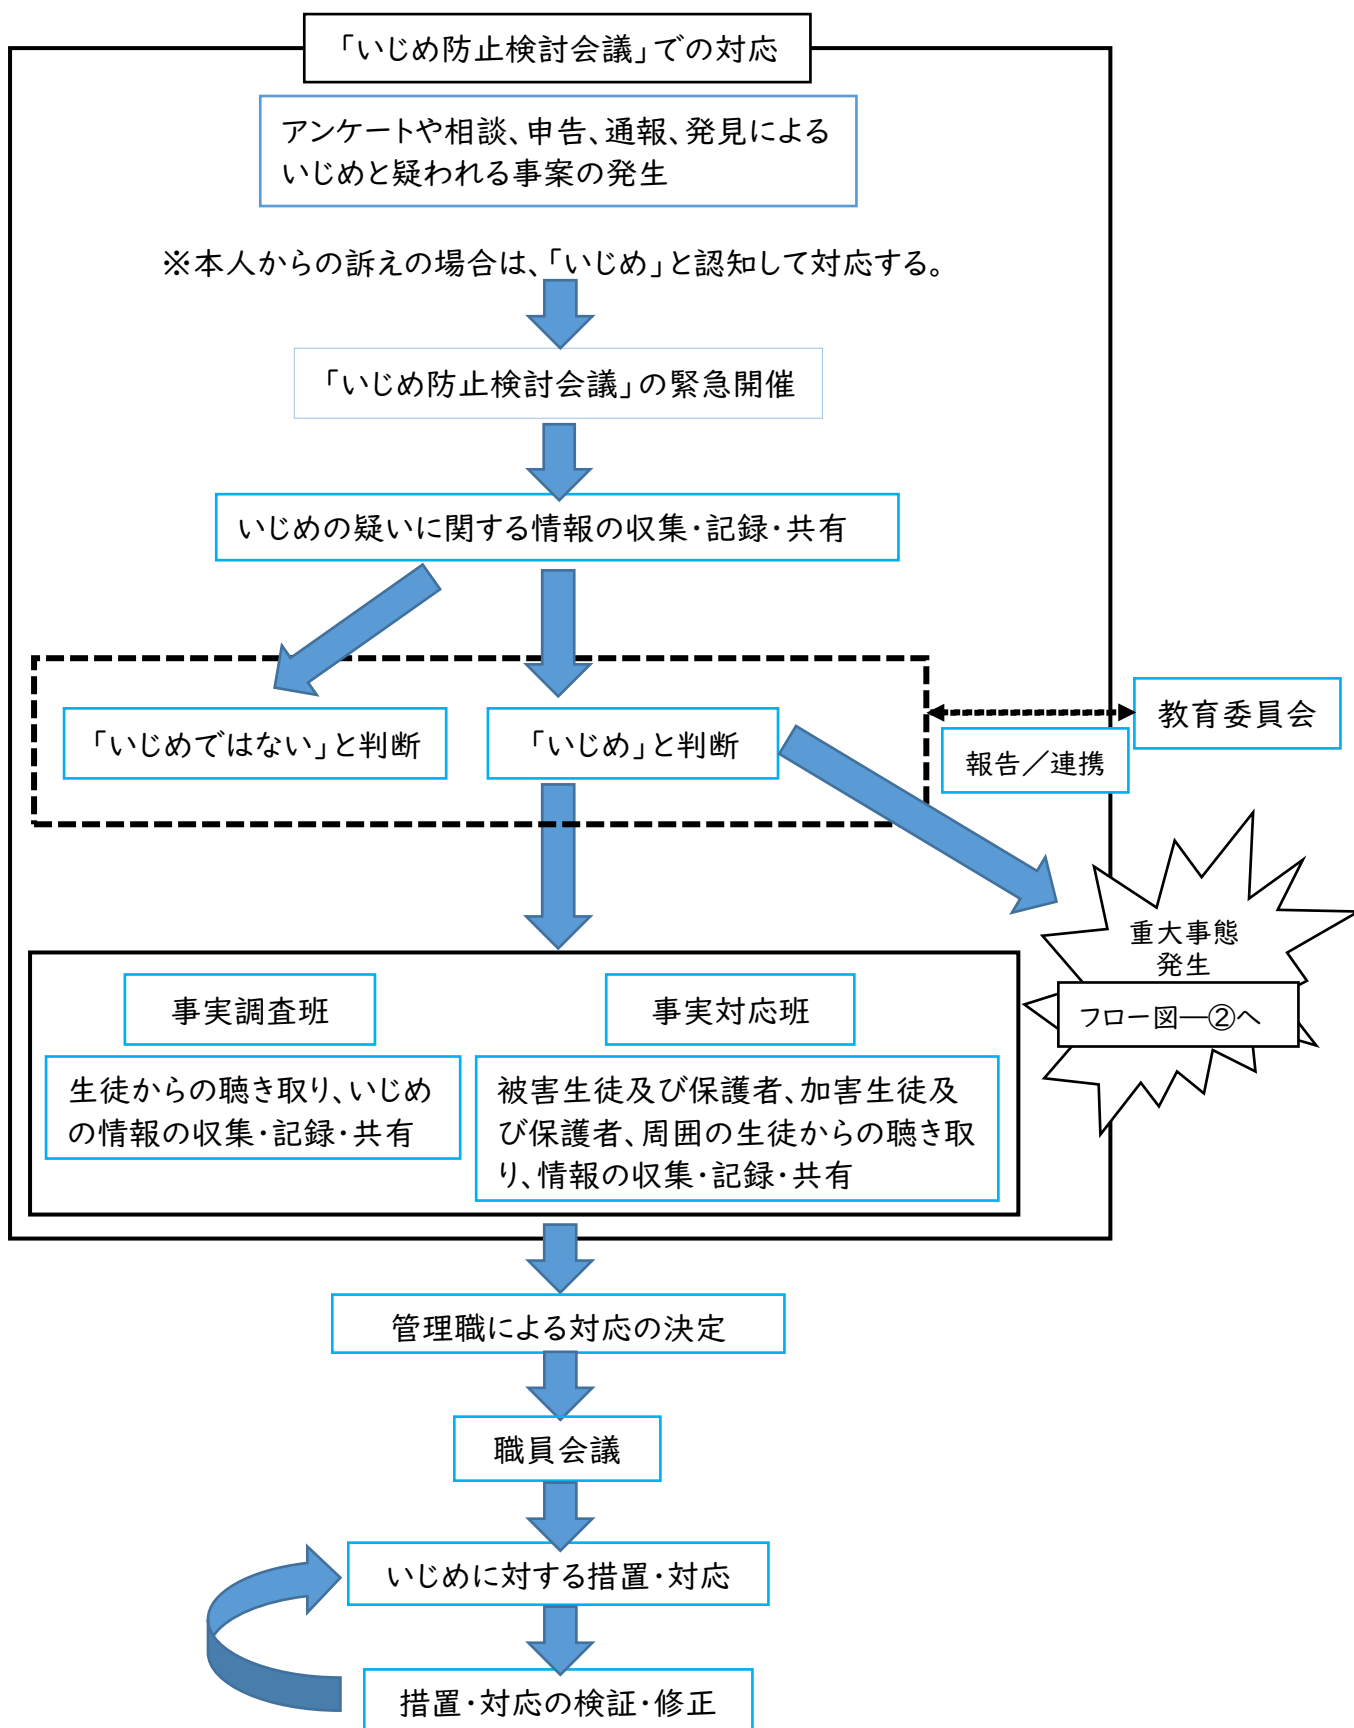 「いじめ防止検討会議」での対応
アンケートや相談、申告、通報、発見による
いじめと疑われる事案の発生
※本人からの訴えの場合は、「いじめ」と認知して対応する。
「いじめ防止検討会議」の緊急開催
いじめの疑いに関する情報の収集・記録・共有
「いじめではない」と判断
「いじめ」と判断
教育委員会
報告／連携
重大事態
発生
フロー図―②へ
事実調査班
生徒からの聴き取り、いじめ
の情報の収集・記録・共有
事実対応班
被害生徒及び保護者、加害生徒及
び保護者、周囲の生徒からの聴き取
り、情報の収集・記録・共有
管理職による対応の決定
職員会議
いじめに対する措置・対応
措置・対応の検証・修正